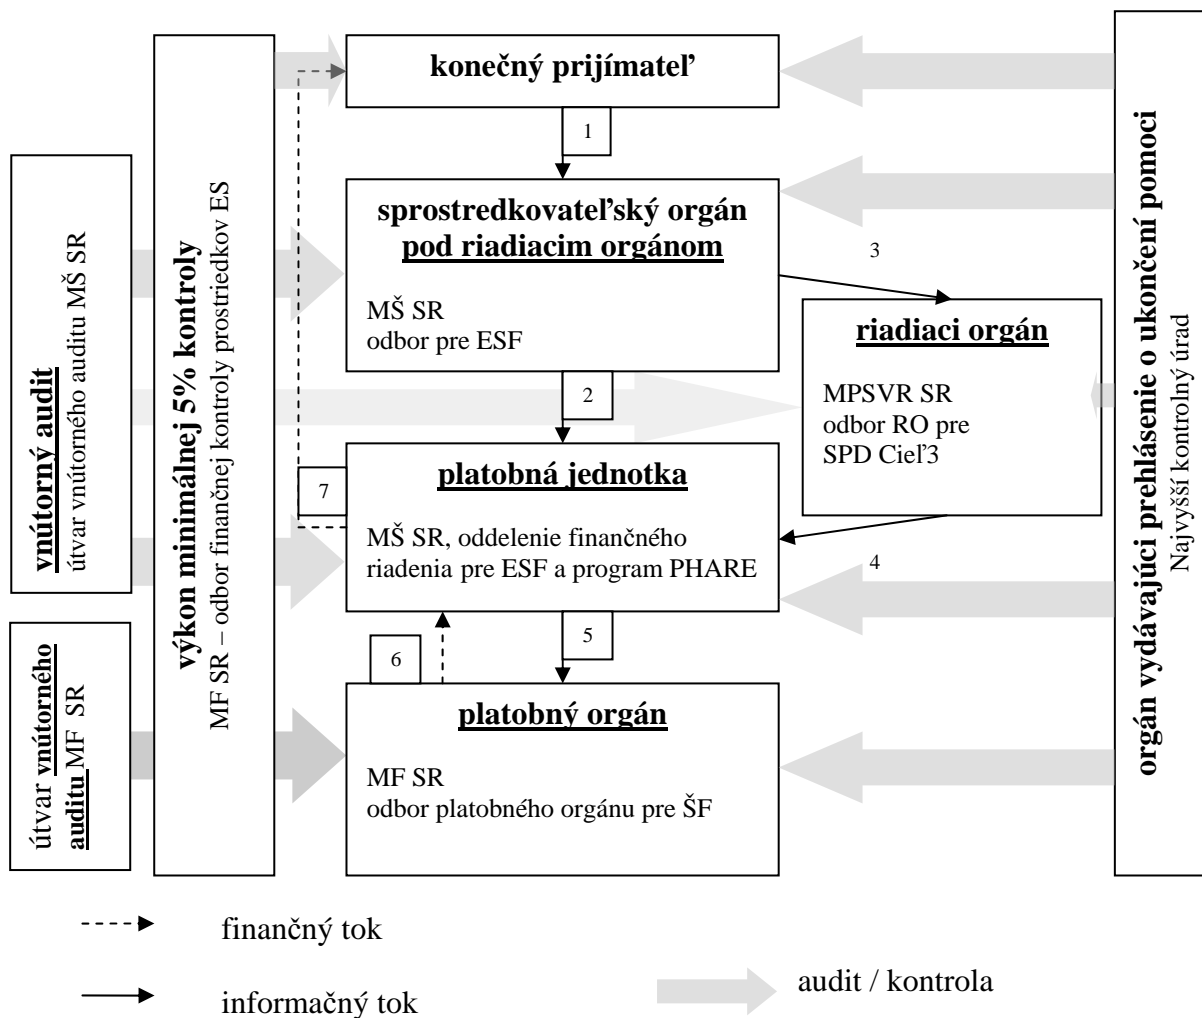 konečný prijímateľ
1
sprostredkovateľský orgán
pod riadiacim orgánom
MŠ SR
odbor pre ESF
3
riadiaci orgán
MPSVR SR
odbor RO pre
SPD Cieľ3
2
platobná jednotka
MŠ SR, oddelenie finančného
riadenia pre ESF a program PHARE
7
4
5
6
platobný orgán
MF SR
odbor platobného orgánu pre ŠF
vnútorný audit
útvar vnútorného auditu MŠ SR
útvar vnútorného
auditu MF SR
výkon minimálnej 5% kontroly
MF SR – odbor finančnej kontroly prostriedkov ES
orgán vydávajúci prehlásenie o ukončení pomoci
Najvyšší kontrolný úrad
finančný tok
informačný tok
audit / kontrola